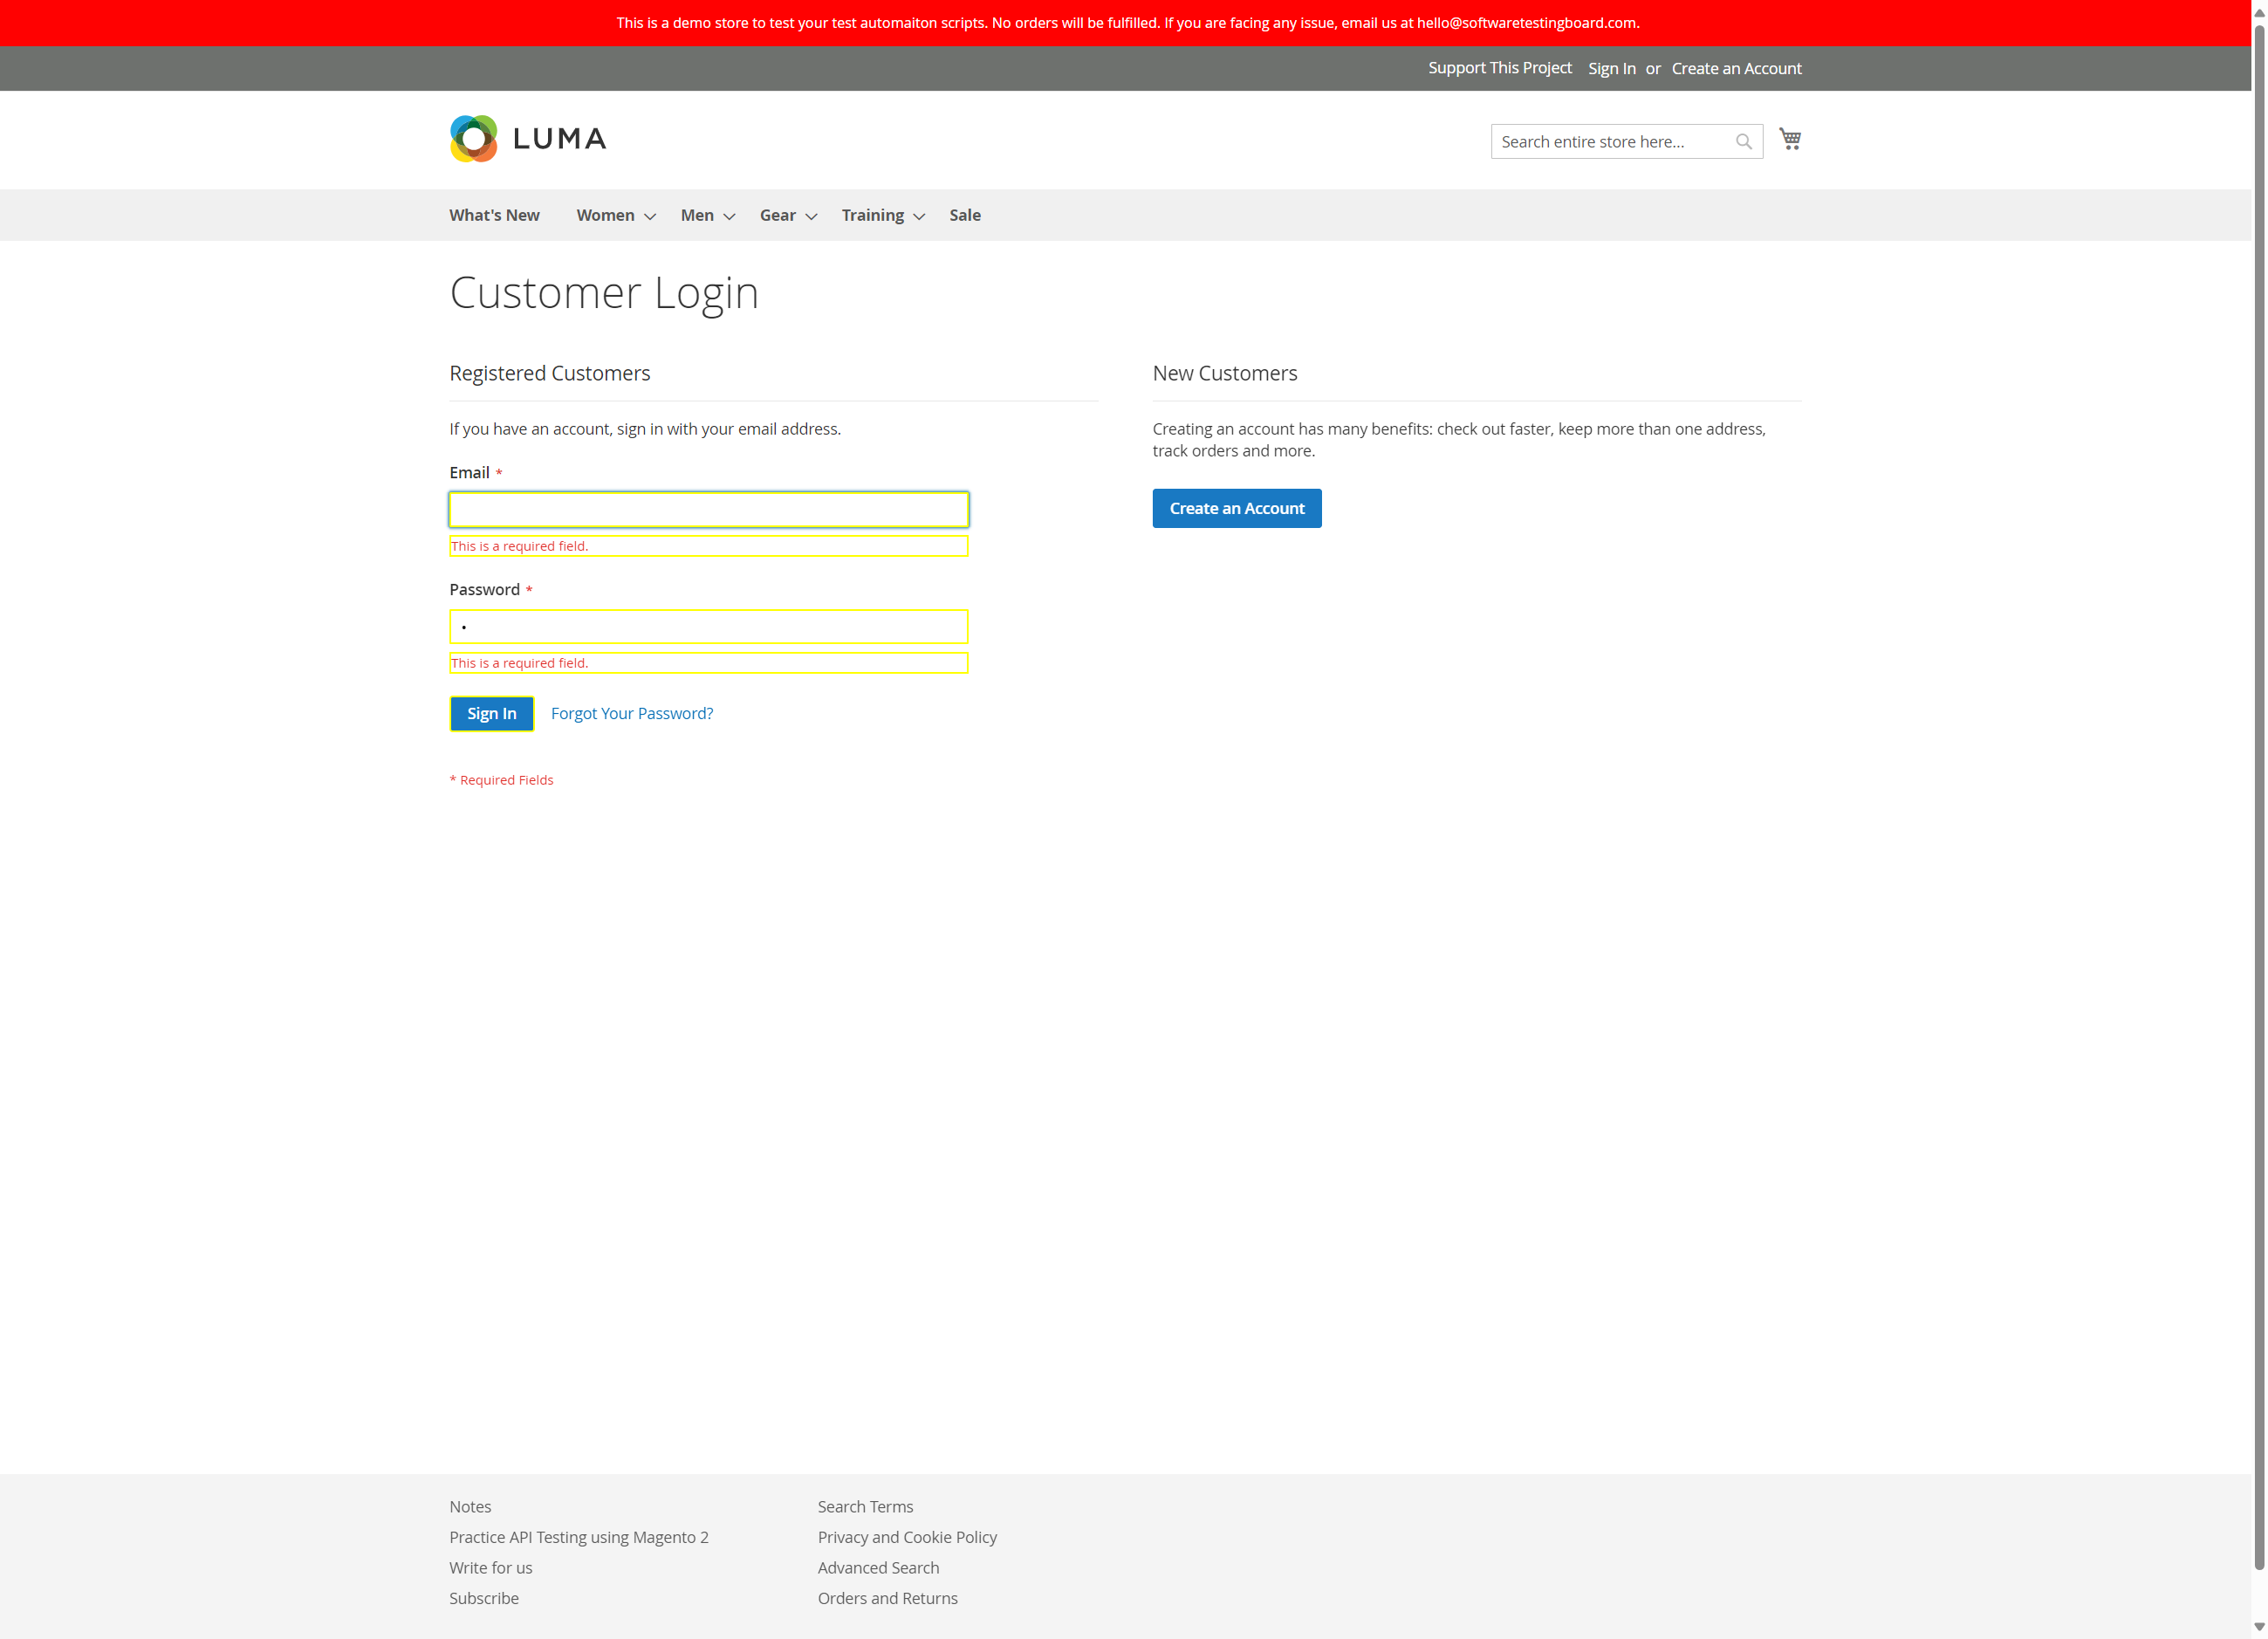 This is a demo store to test your test automaiton scripts. No orders will be fulfilled. If you are facing any issue, email us at hello@softwaretestingboard.com.
Support This Project Sign In or Create an Account
LUMA
Search entire store here...
What's New Women Men Gear Training Sale
Customer Login
Registered Customers
If you have an account, sign in with your email address.
Email *
This is a required field.
Password *
This is a required field.
Sign In Forgot Your Password?
* Required Fields
New Customers
Creating an account has many benefits: check out faster, keep more than one address,
track orders and more.
Create an Account
Notes
Practice API Testing using Magento 2
Write for us
Subscribe
Search Terms
Privacy and Cookie Policy
Advanced Search
Orders and Returns